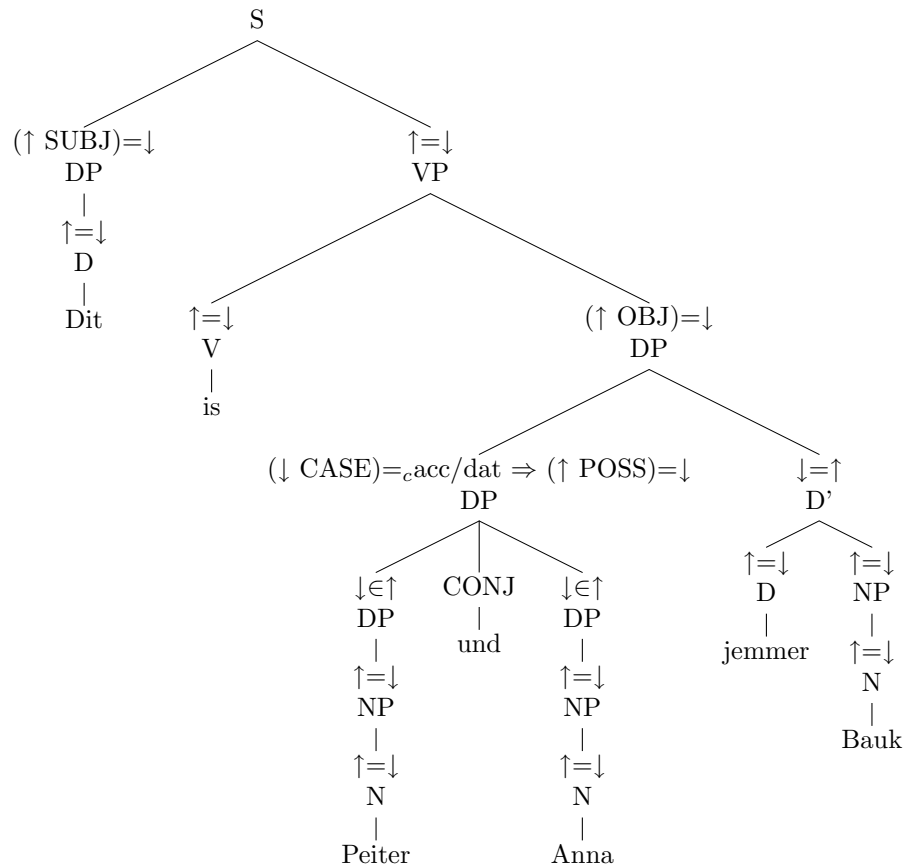 S
(↑ SUBJ)=↓
DP
↑=↓
D
Dit
↑=↓
VP
↑=↓
V
is
(↑ OBJ)=↓
DP
(↓ CASE)=c acc/dat ⇒ (↑ POSS)=↓
DP
↓∈↑
DP
↑=↓
NP
↑=↓
N
Peiter
CONJ
und
↓∈↑
DP
↑=↓
NP
↑=↓
N
Anna
↓=↑
D’
↑=↓
D
jemmer
↑=↓
NP
↑=↓
N
Bauk